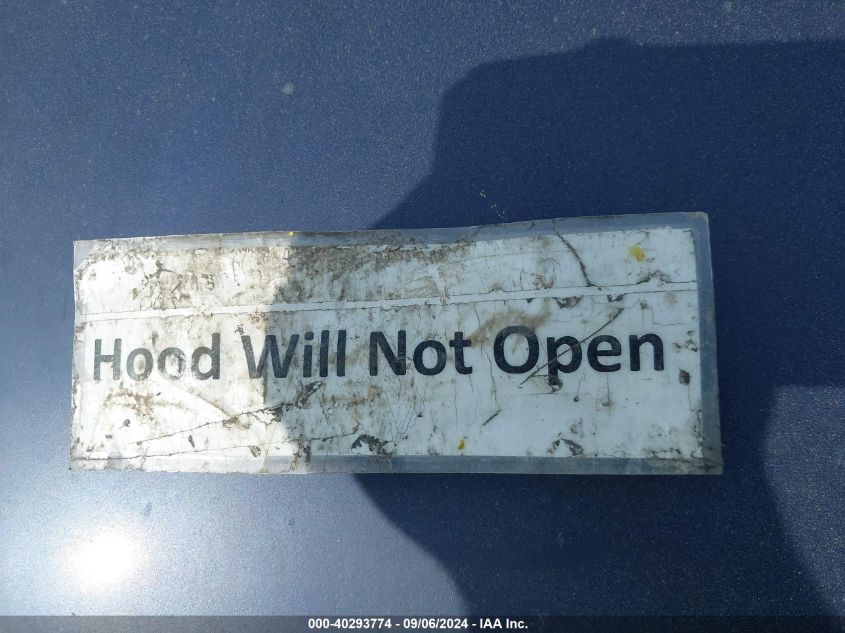 Hood Will Not Open
000-40293774 - 09/06/2024 - IAA Inc.